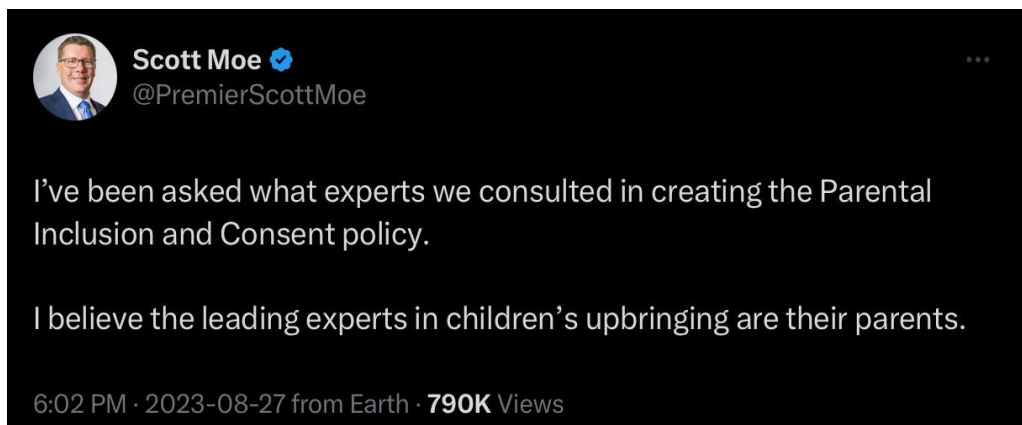 Scott Moe
@PremierScottMoe
I’ve been asked what experts we consulted in creating the Parental
Inclusion and Consent policy.
I believe the leading experts in children’s upbringing are their parents.
6:02 PM · 2023-08-27 from Earth · 790K Views